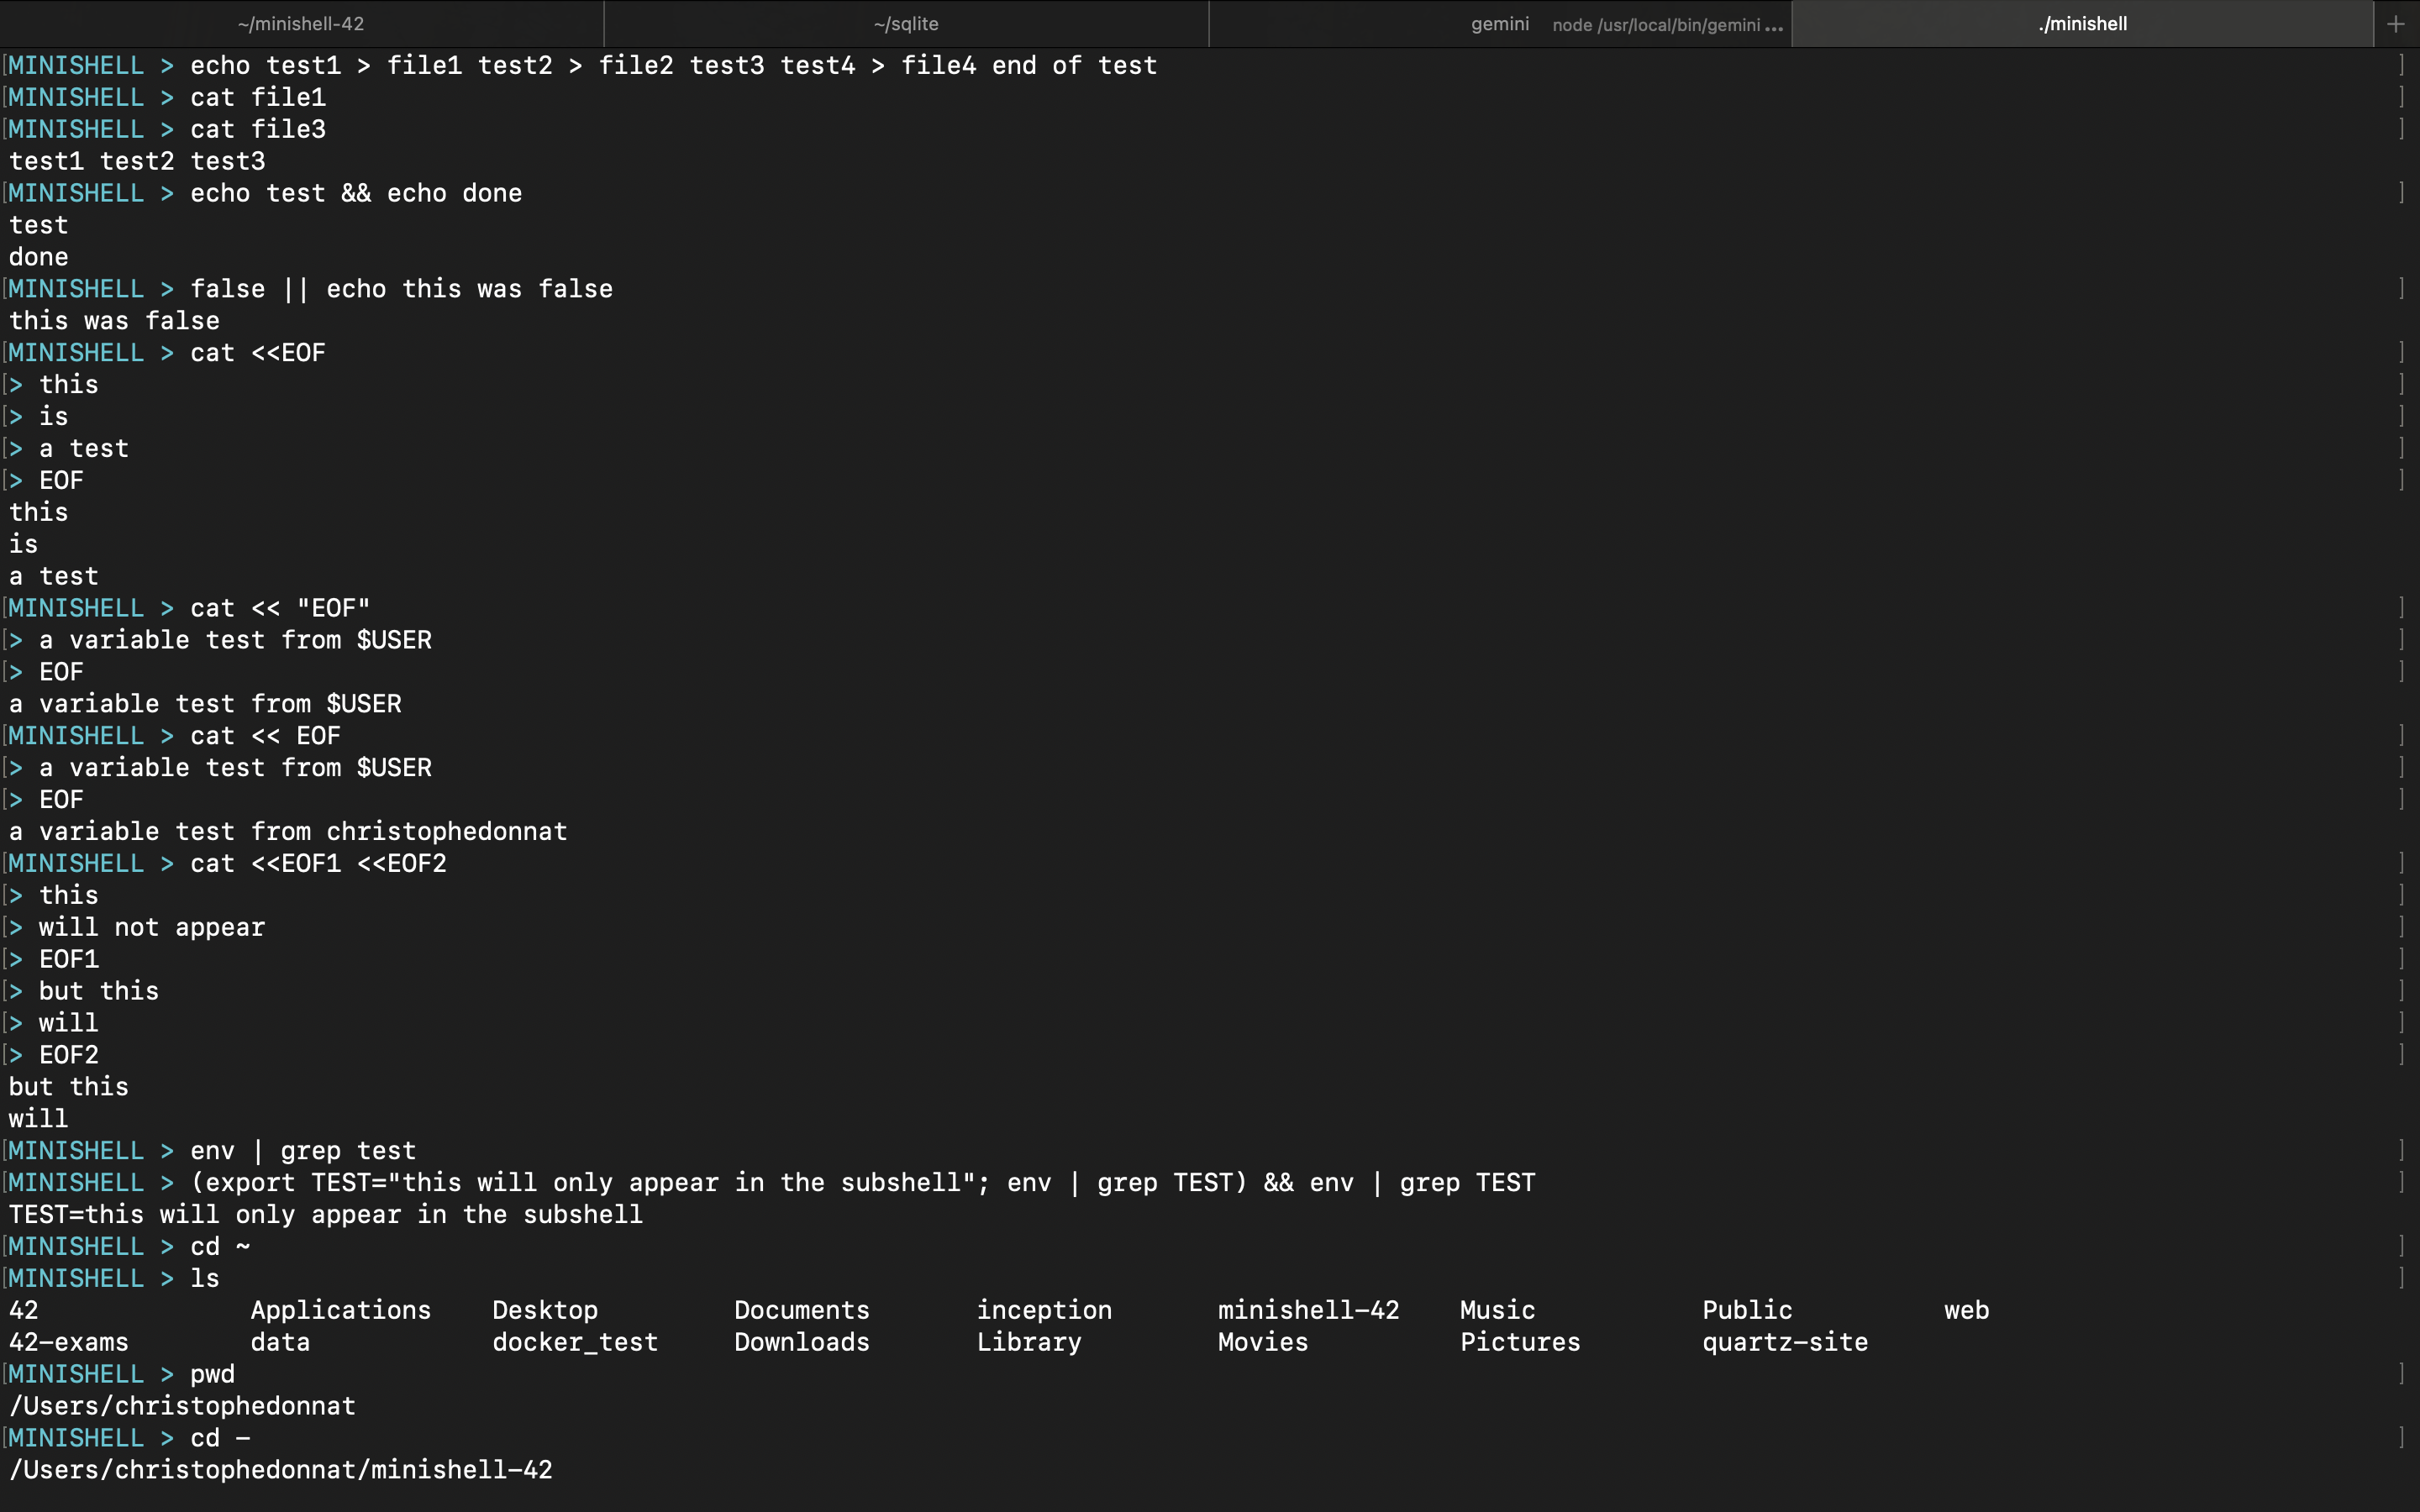 ~/minishell-42 ~/sqlite gemini node /usr/local/bin/gemini ... ./minishell +
[MINISHELL > echo test1 > file1 test2 > file2 test3 test4 > file4 end of test ]
[MINISHELL > cat file1 ]
[MINISHELL > cat file3 ]
test1 test2 test3
[MINISHELL > echo test && echo done ]
test
done
[MINISHELL > false || echo this was false ]
this was false
[MINISHELL > cat <<EOF ]
[> this ]
[> is ]
[> a test ]
[> EOF ]
this
is
a test
[MINISHELL > cat << "EOF" ]
[> a variable test from $USER ]
[> EOF ]
a variable test from $USER
[MINISHELL > cat << EOF ]
[> a variable test from $USER ]
[> EOF ]
a variable test from christophedonnat
[MINISHELL > cat <<EOF1 <<EOF2 ]
[> this ]
[> will not appear ]
[> EOF1 ]
[> but this ]
[> will ]
[> EOF2 ]
but this
will
[MINISHELL > env | grep test ]
[MINISHELL > (export TEST="this will only appear in the subshell"; env | grep TEST) && env | grep TEST ]
TEST=this will only appear in the subshell
[MINISHELL > cd ~ ]
[MINISHELL > ls ]
42 Applications Desktop Documents inception minishell-42 Music Public web
42-exams data docker_test Downloads Library Movies Pictures quartz-site
[MINISHELL > pwd ]
/Users/christophedonnat
[MINISHELL > cd - ]
/Users/christophedonnat/minishell-42